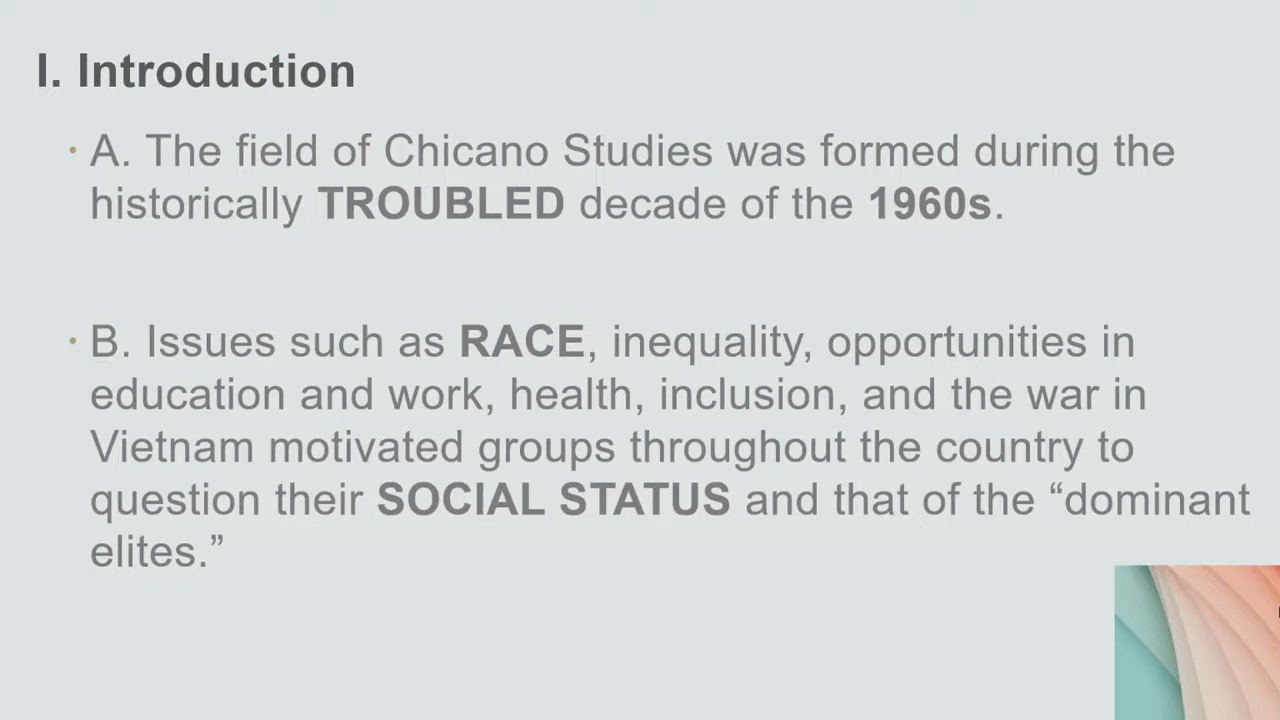 I. Introduction
• A. The field of Chicano Studies was formed during the
historically TROUBLED decade of the 1960s.
• B. Issues such as RACE, inequality, opportunities in
education and work, health, inclusion, and the war in
Vietnam motivated groups throughout the country to
question their SOCIAL STATUS and that of the “dominant
elites.”